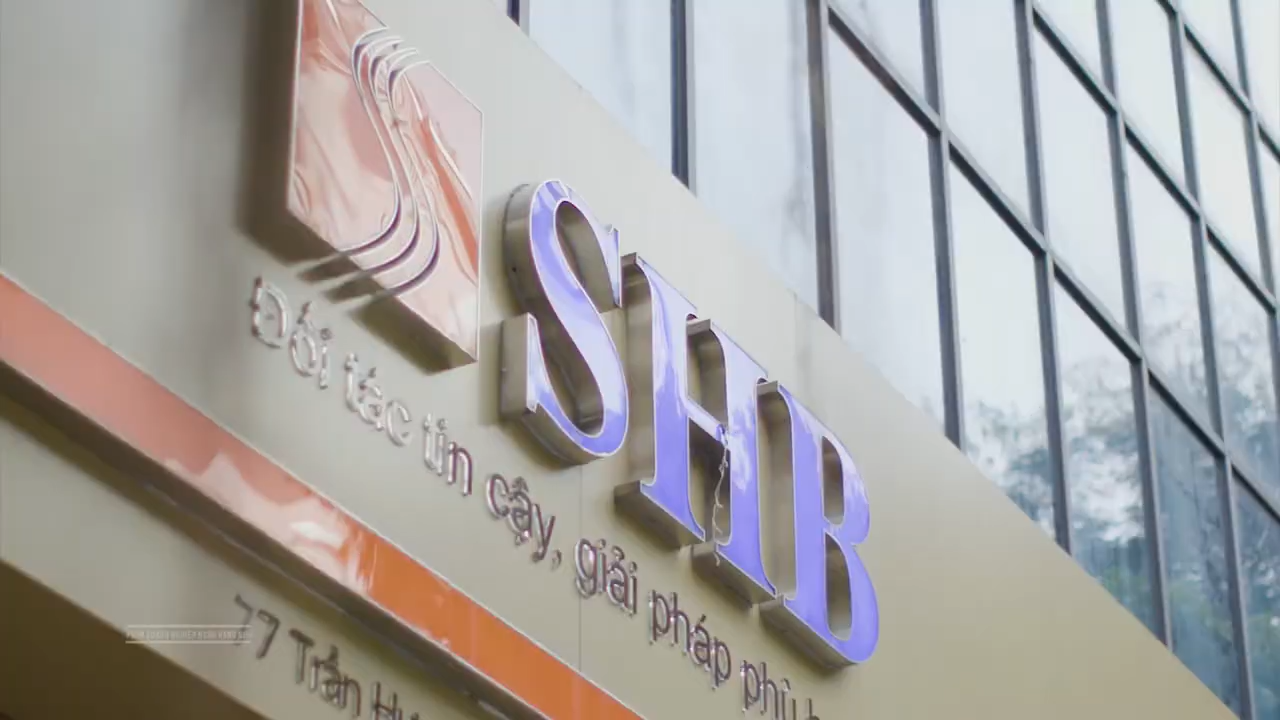 SHB
Đối tác tin cậy, giải pháp phù
77 Trần